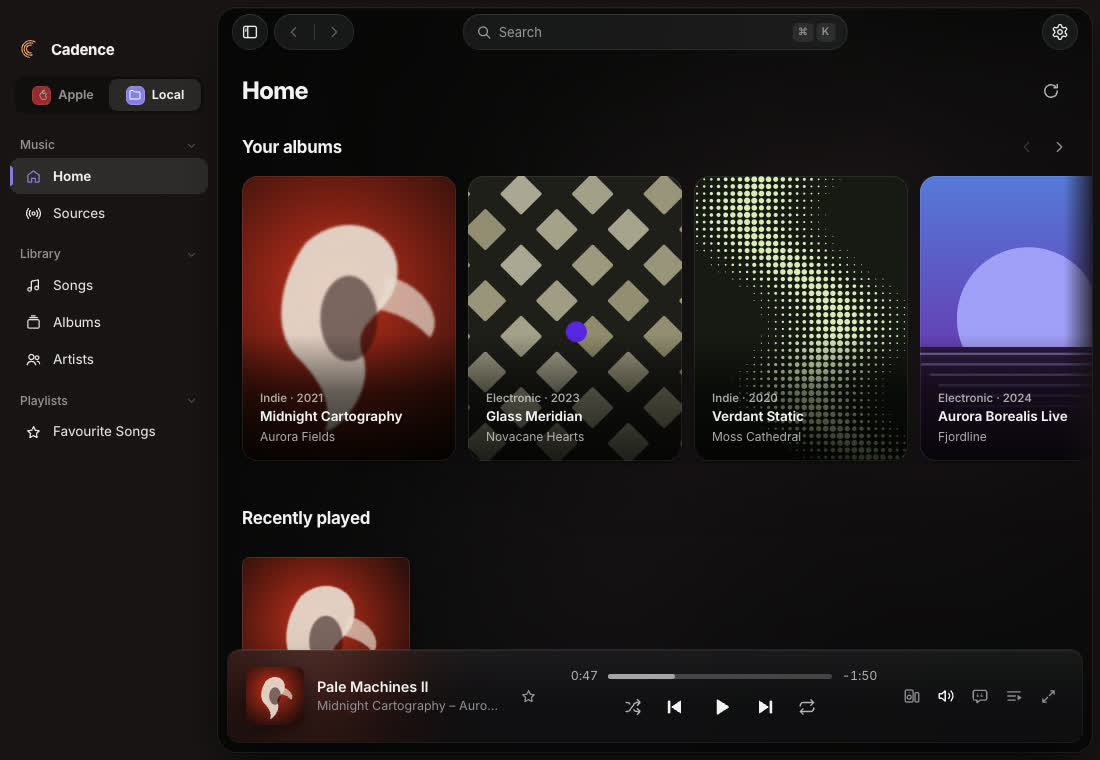 Cadence
Apple
Local
Music
Home
Sources
Library
Songs
Albums
Artists
Playlists
Favourite Songs
Search
⌘ K
Home
Your albums
Indie · 2021
Midnight Cartography
Aurora Fields
Electronic · 2023
Glass Meridian
Novacane Hearts
Indie · 2020
Verdant Static
Moss Cathedral
Electronic · 2024
Aurora Borealis Live
Fjordline
Recently played
Pale Machines II
Midnight Cartography – Auro...
0:47
-1:50